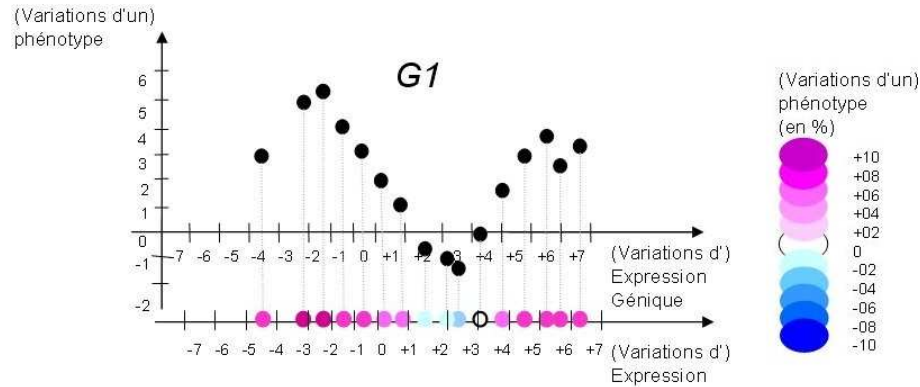 (Variations d'un)
phénotype
G1
6
5
4
3
2
1
0
-1
-2
-7 -6 -5 -4 -3 -2 -1 0 +1 +2 +3 +4 +5 +6 +7
(Variations d')
Expression
Génique
-7 -6 -5 -4 -3 -2 -1 0 +1 +2 +3 +4 +5 +6 +7
(Variations d')
Expression
(Variations d'un)
phénotype
(en %)
+10
+08
+06
+04
+02
0
-02
-04
-06
-08
-10